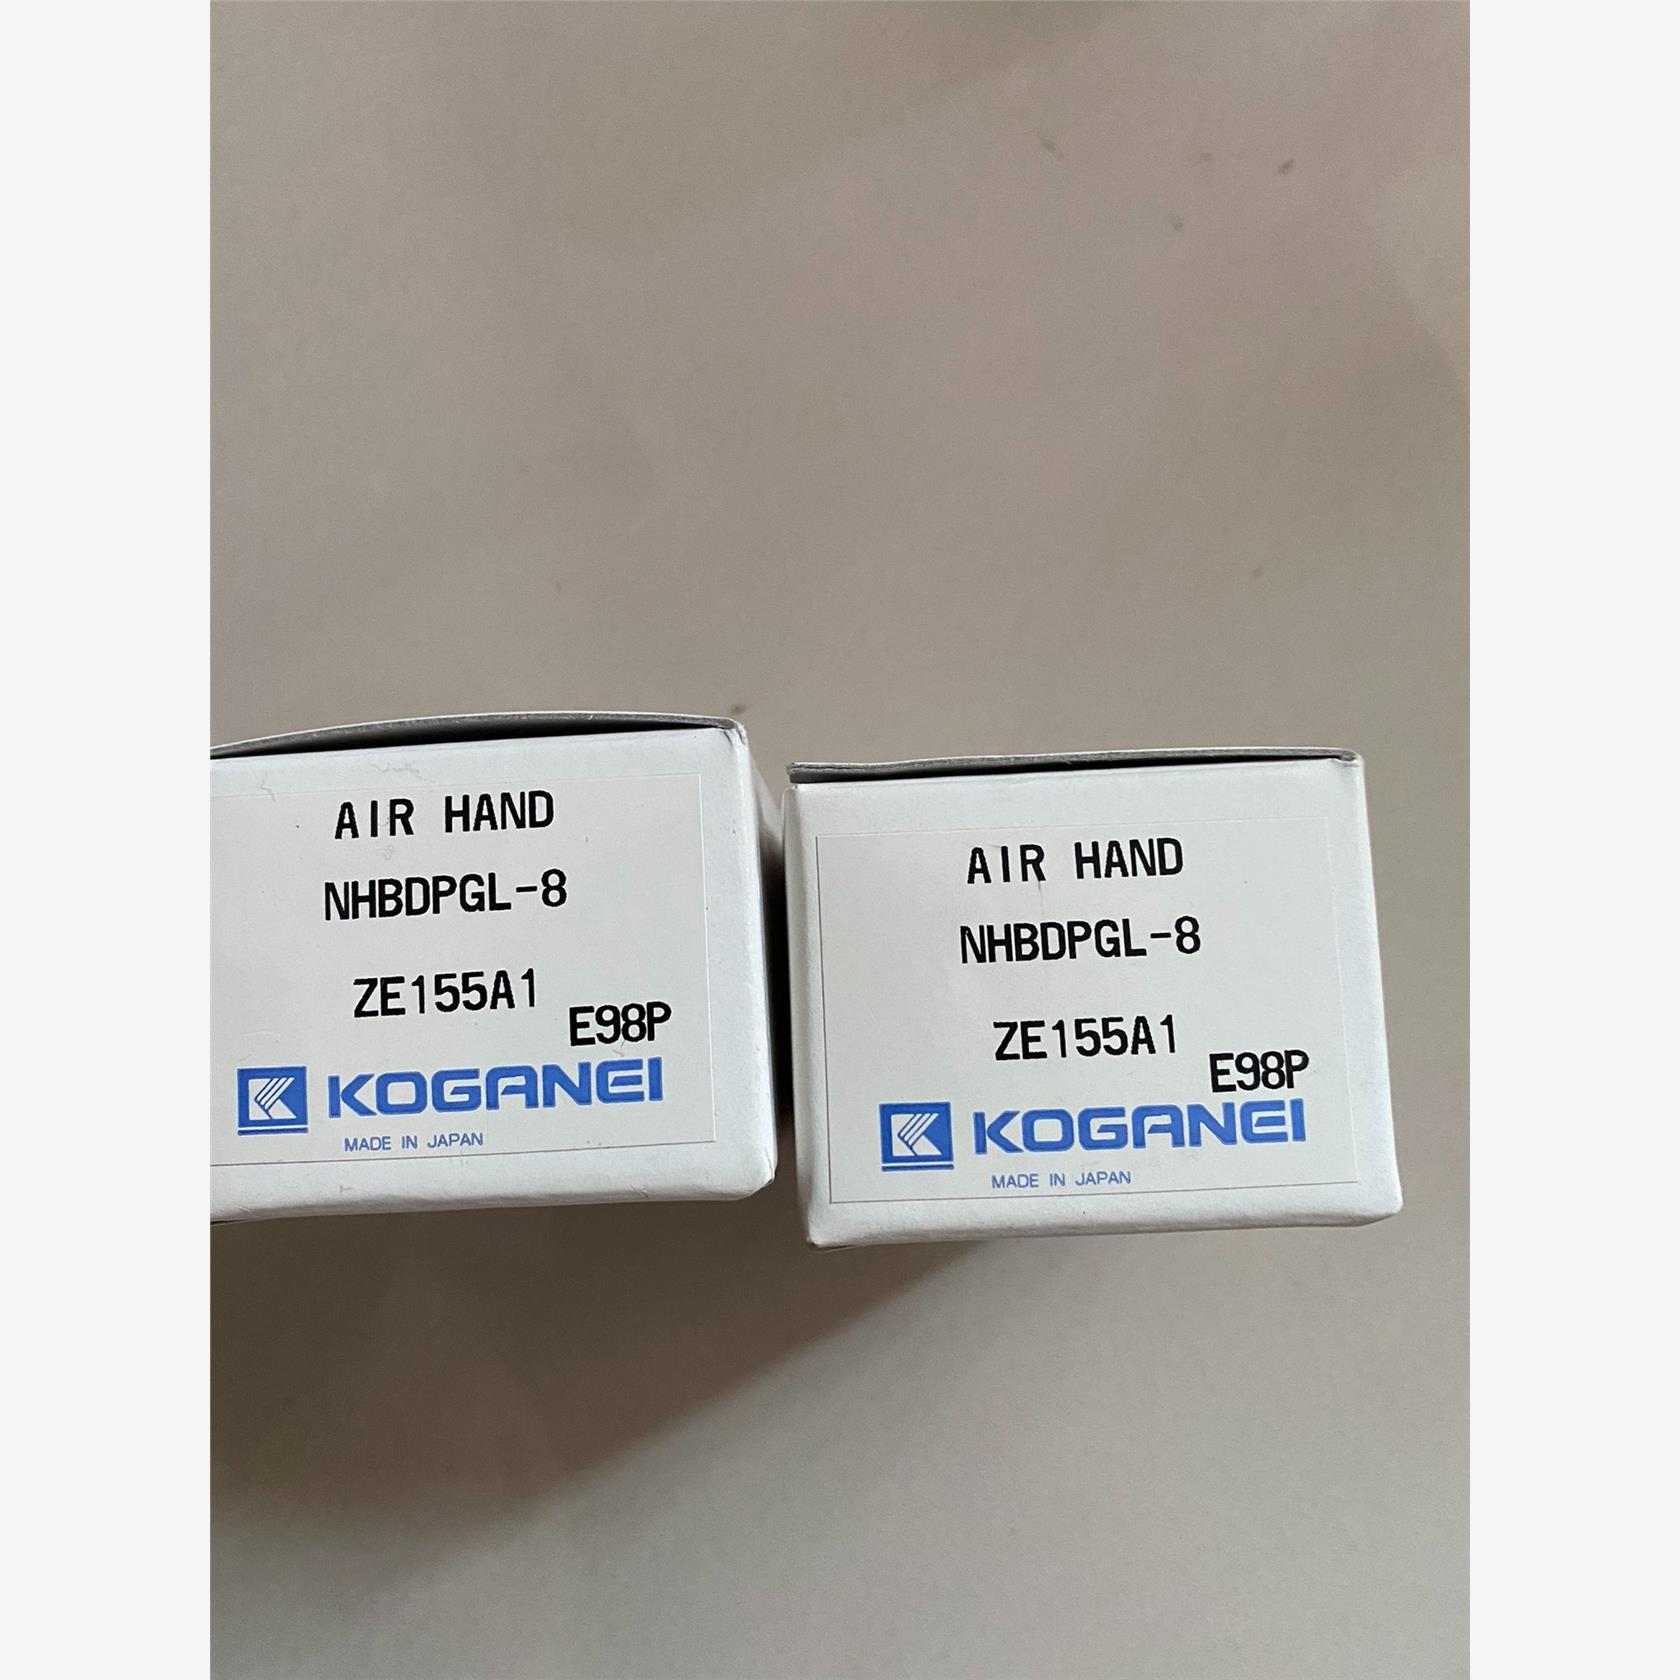 AIR HAND
NHBDPGL-8
ZE155A1
E98P
KOGANEI
MADE IN JAPAN
AIR HAND
NHBDPGL-8
ZE155A1
E98P
KOGANEI
MADE IN JAPAN